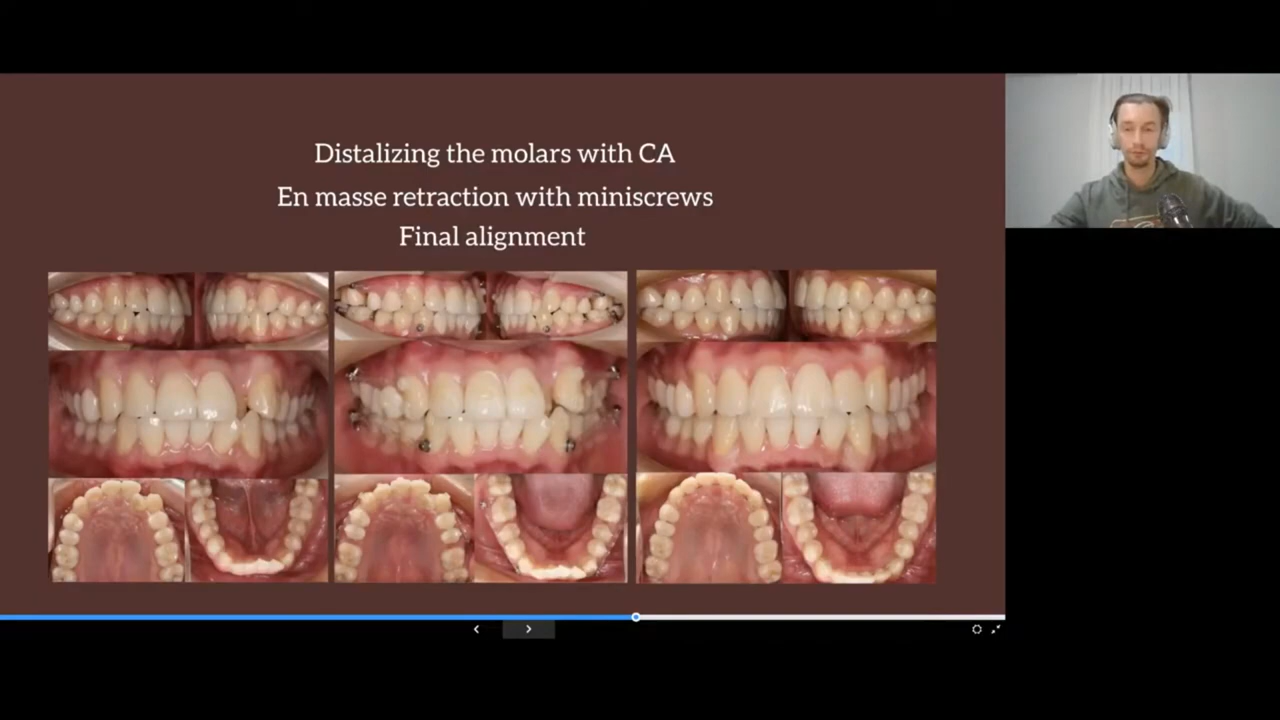 Distalizing the molars with CA
En masse retraction with miniscrews
Final alignment